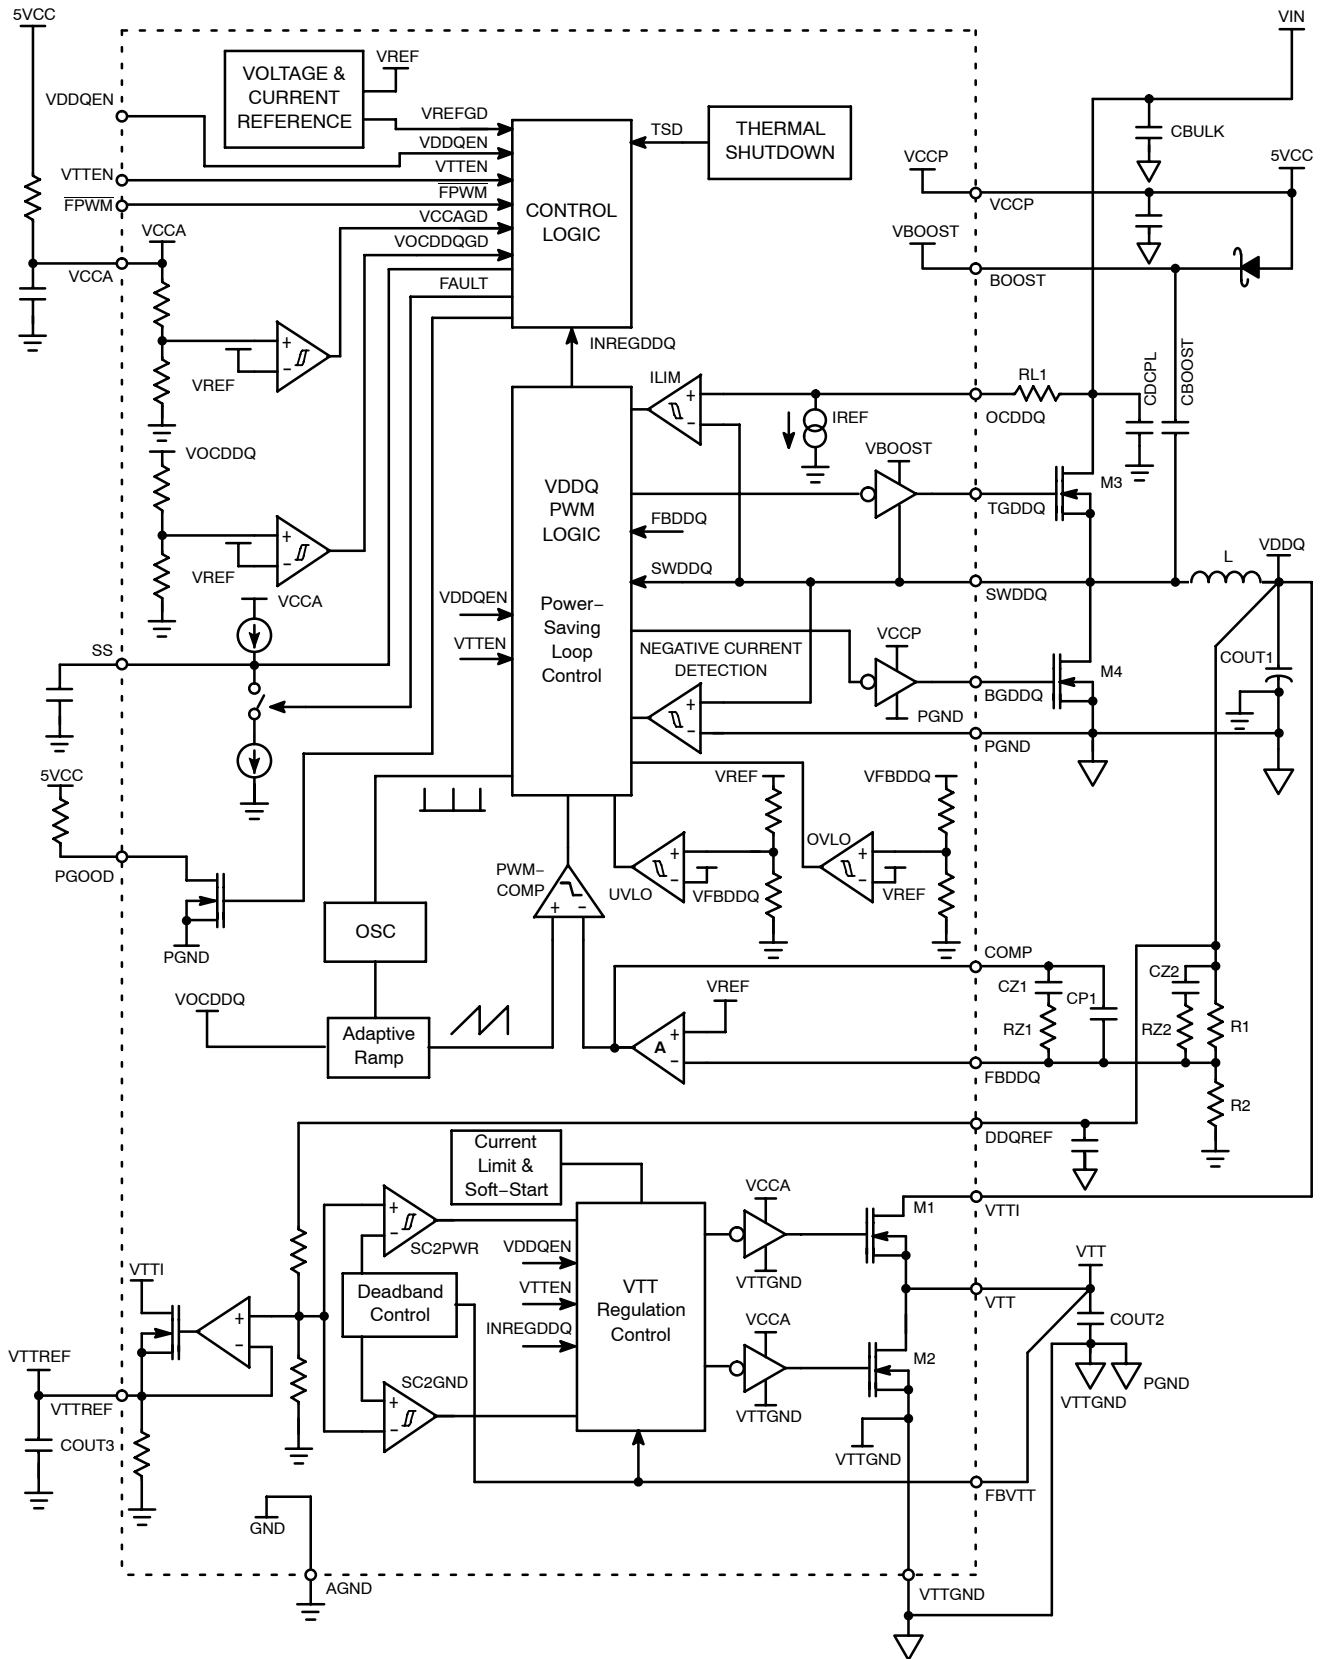 5VCC
VIN
VOLTAGE &
CURRENT
REFERENCE
VREF
VDDQEN
VREFGD
VDDQEN
VTTEN
FPWM
VCCAGD
VOCDDQGD
FAULT
TSD
THERMAL
SHUTDOWN
CONTROL
LOGIC
CBULK
VCCP
5VCC
VTTEN
FPWM
VCCP
VBOOST
BOOST
VCCA
VCCA
VREF
INREGDDQ
ILIM
IREF
RL1
OCDDQ
CDCPL
CBOOST
VOCDDQ
VREF
VDDQ
PWM
LOGIC
VBOOST
TGDDQ
M3
FBDDQ
SWDDQ
SWDDQ
L
VDDQ
VCCA
VDDQEN
VTTEN
Power−
Saving
Loop
Control
NEGATIVE CURRENT
DETECTION
VCCP
PGND
BGDDQ
M4
COUT1
SS
PGND
5VCC
PGOOD
PGND
VREF
VFBDDQ
UVLO
VFBDDQ
OVLO
VREF
PWM−
COMP
+
−
OSC
VOCDDQ
Adaptive
Ramp
VREF
A
COMP
CZ1
CP1
RZ1
CZ2
RZ2
R1
FBDDQ
R2
DDQREF
Current
Limit &
Soft−Start
VTTI
SC2PWR
VDDQEN
VTTEN
INREGDDQ
VTT
Regulation
Control
VCCA
VTTGND
M1
VTTI
Deadband
Control
VCCA
VTTGND
M2
VTT
VTT
COUT2
VTTGND
PGND
VTTREF
VTTREF
COUT3
SC2GND
VTTGND
FBVTT
GND
AGND
VTTGND